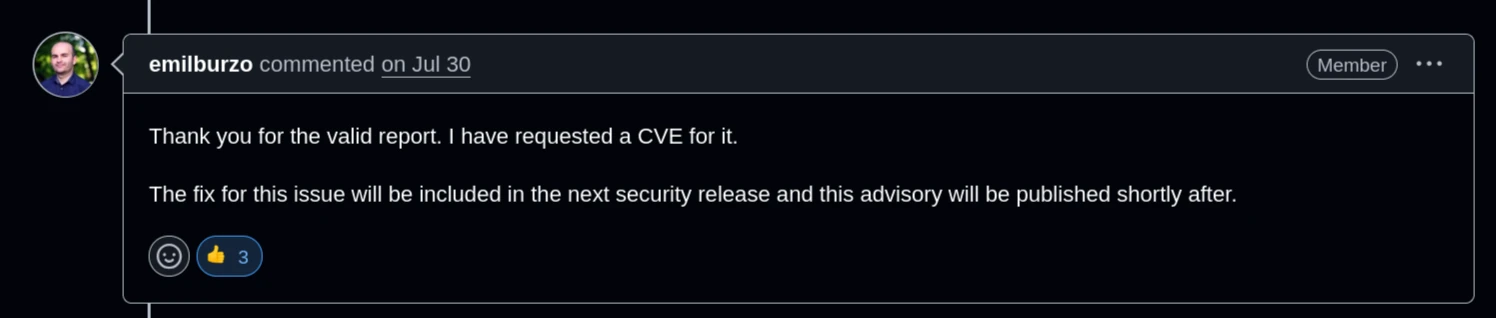 emilburzo commented on Jul 30
Member
Thank you for the valid report. I have requested a CVE for it.
The fix for this issue will be included in the next security release and this advisory will be published shortly after.
👍 3